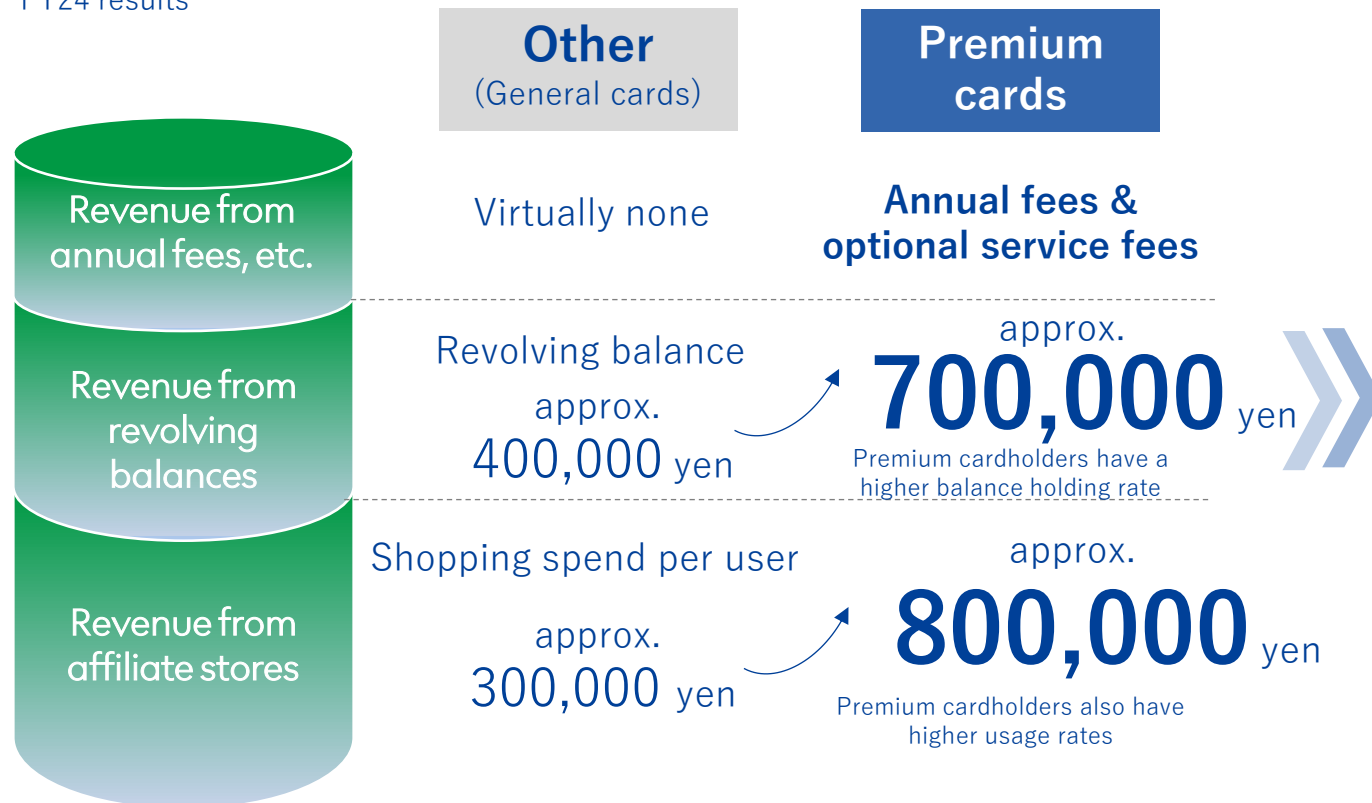 24 results
Other
(General cards)
Premium
cards
Revenue from
annual fees, etc.
Virtually none
Annual fees &
optional service fees
Revenue from
revolving
balances
Revolving balance
approx.
400,000 yen
approx.
700,000 yen
Premium cardholders have a
higher balance holding rate
Revenue from
affiliate stores
Shopping spend per user
approx.
300,000 yen
approx.
800,000 yen
Premium cardholders also have
higher usage rates